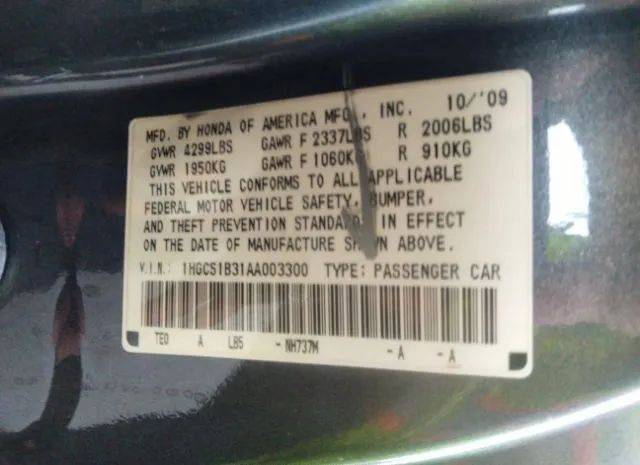 MFD. BY HONDA OF AMERICA MFG., INC. 10/'09
GVWR 4299LBS GAWR F 2337LBS R 2006LBS
GVWR 1950KG GAWR F 1060KG R 910KG
THIS VEHICLE CONFORMS TO ALL APPLICABLE
FEDERAL MOTOR VEHICLE SAFETY, BUMPER,
AND THEFT PREVENTION STANDARDS IN EFFECT
ON THE DATE OF MANUFACTURE SHOWN ABOVE.
V.I.N.: 1HGCS1B31AA003300 TYPE: PASSENGER CAR
TE0 A LB5 -NH737M -A -A